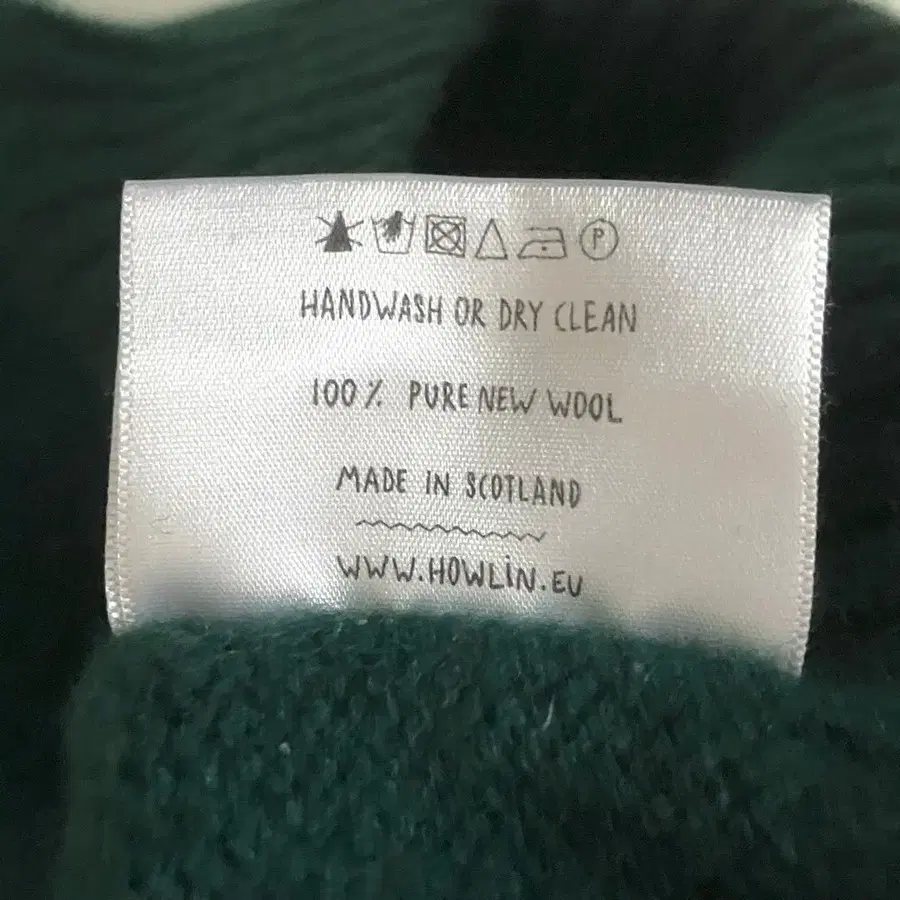 P
HANDWASH OR DRY CLEAN
100% PURE NEW WOOL
MADE IN SCOTLAND
WWW.HOWLIN.EU